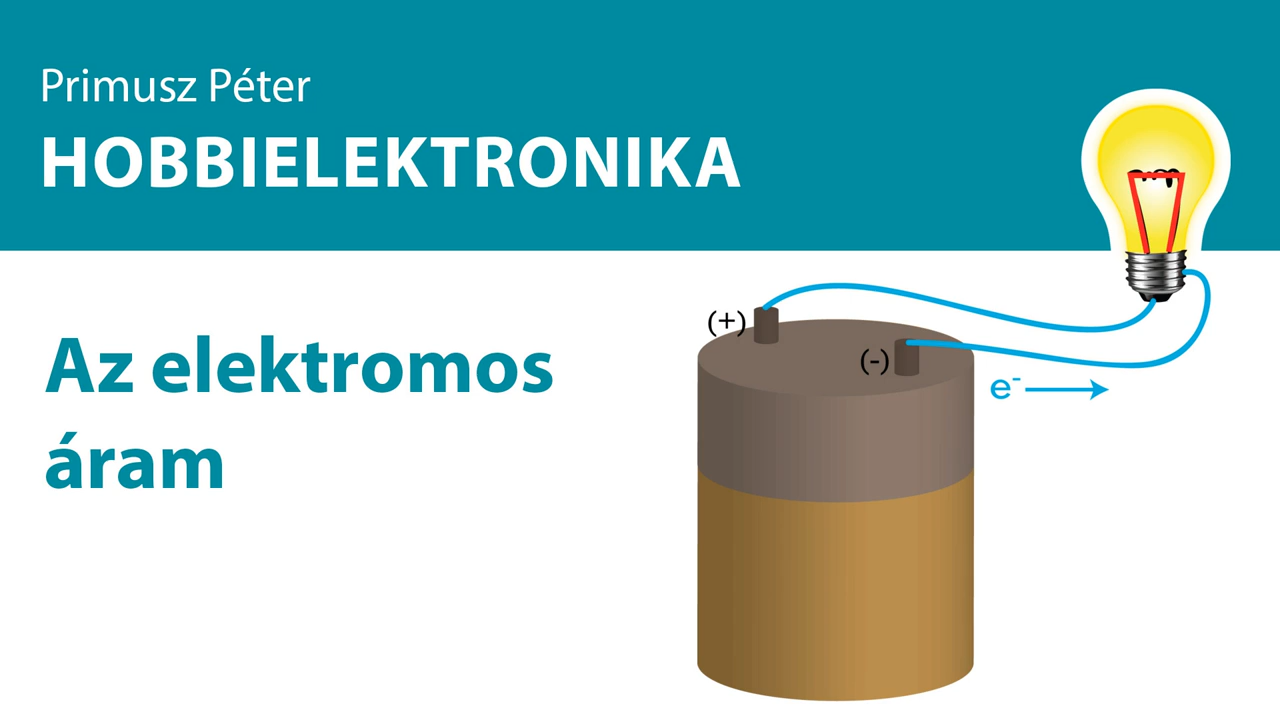 Primusz Péter
HOBBIELEKTRONIKA
Az elektromos
áram
(+)
(-)
e⁻